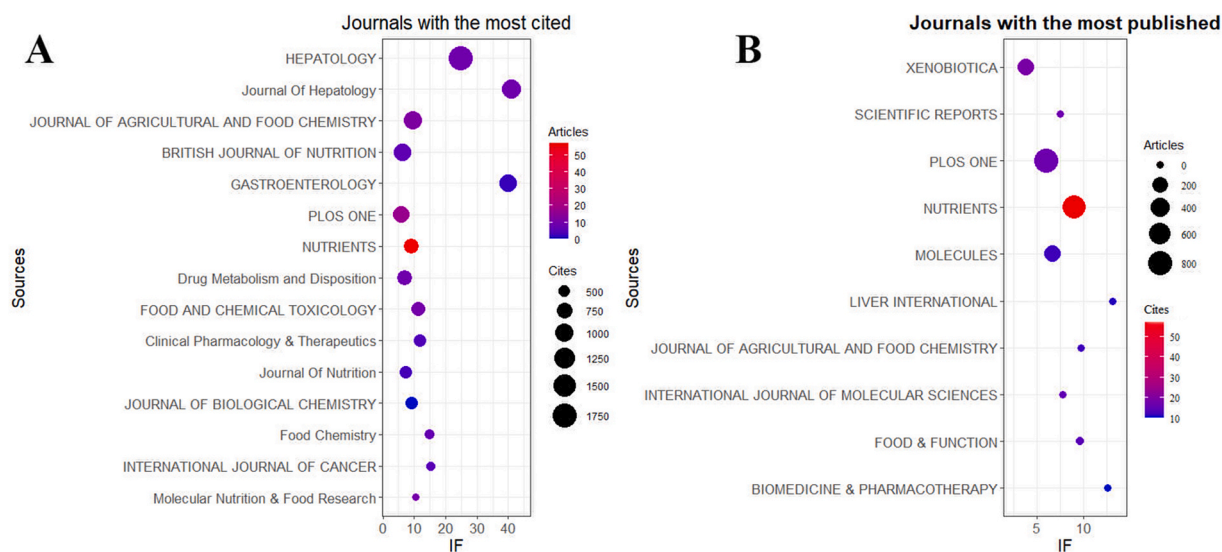 A
Journals with the most cited
HEPATOLOGY
Journal Of Hepatology
JOURNAL OF AGRICULTURAL AND FOOD CHEMISTRY
BRITISH JOURNAL OF NUTRITION
GASTROENTEROLOGY
PLOS ONE
NUTRIENTS
Drug Metabolism and Disposition
FOOD AND CHEMICAL TOXICOLOGY
Clinical Pharmacology & Therapeutics
Journal Of Nutrition
JOURNAL OF BIOLOGICAL CHEMISTRY
Food Chemistry
INTERNATIONAL JOURNAL OF CANCER
Molecular Nutrition & Food Research
Sources
0 10 20 30 40
IF
Articles
50
40
30
20
10
0
Cites
500
750
1000
1250
1500
1750
B
Journals with the most published
XENOBIOTICA
SCIENTIFIC REPORTS
PLOS ONE
NUTRIENTS
MOLECULES
LIVER INTERNATIONAL
JOURNAL OF AGRICULTURAL AND FOOD CHEMISTRY
INTERNATIONAL JOURNAL OF MOLECULAR SCIENCES
FOOD & FUNCTION
BIOMEDICINE & PHARMACOTHERAPY
Sources
5 10
IF
Articles
0
200
400
600
800
Cites
50
40
30
20
10